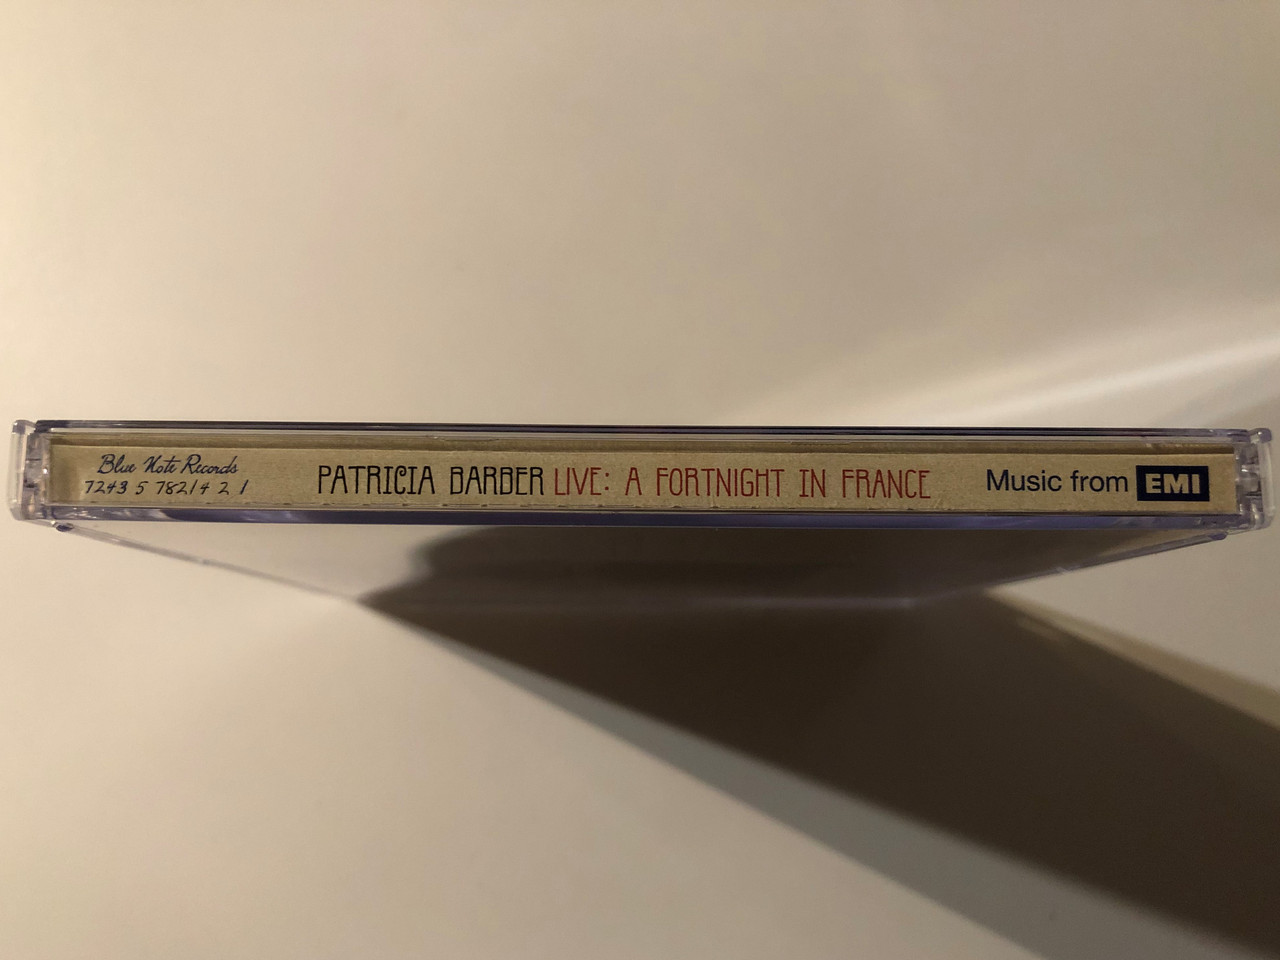 Blue Note Records
7243 5 78214 2 1
PATRICIA BARBER LIVE: A FORTNIGHT IN FRANCE
Music from EMI